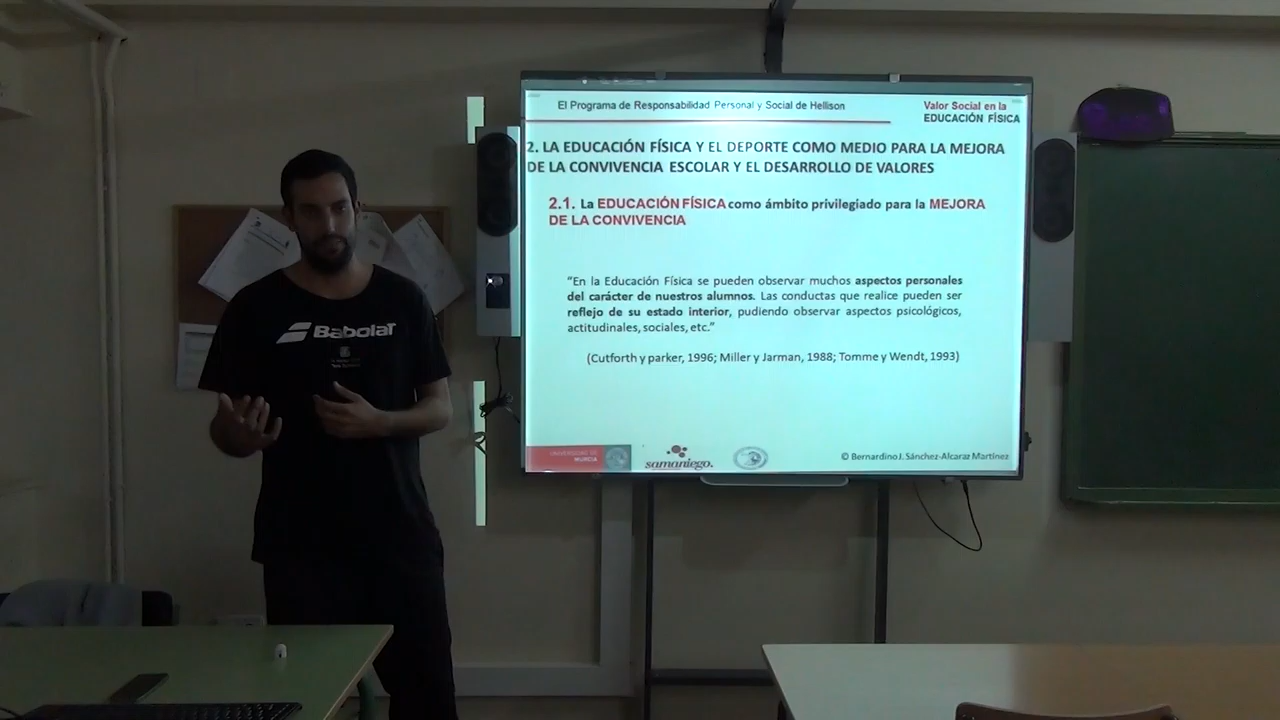 El Programa de Responsabilidad Personal y Social de Hellison
Valor Social en la
EDUCACIÓN FÍSICA
2. LA EDUCACIÓN FÍSICA Y EL DEPORTE COMO MEDIO PARA LA MEJORA
DE LA CONVIVENCIA ESCOLAR Y EL DESARROLLO DE VALORES
2.1. La EDUCACIÓN FÍSICA como ámbito privilegiado para la MEJORA
DE LA CONVIVENCIA
“En la Educación Física se pueden observar muchos aspectos personales
del carácter de nuestros alumnos. Las conductas que realice pueden ser
reflejo de su estado interior, pudiendo observar aspectos psicológicos,
actitudinales, sociales, etc.”
(Cutforth y parker, 1996; Miller y Jarman, 1988; Tomme y Wendt, 1993)
UNIVERSIDAD DE
MURCIA
samaniego.
© Bernardino J. Sánchez-Alcaraz Martínez
Babolat